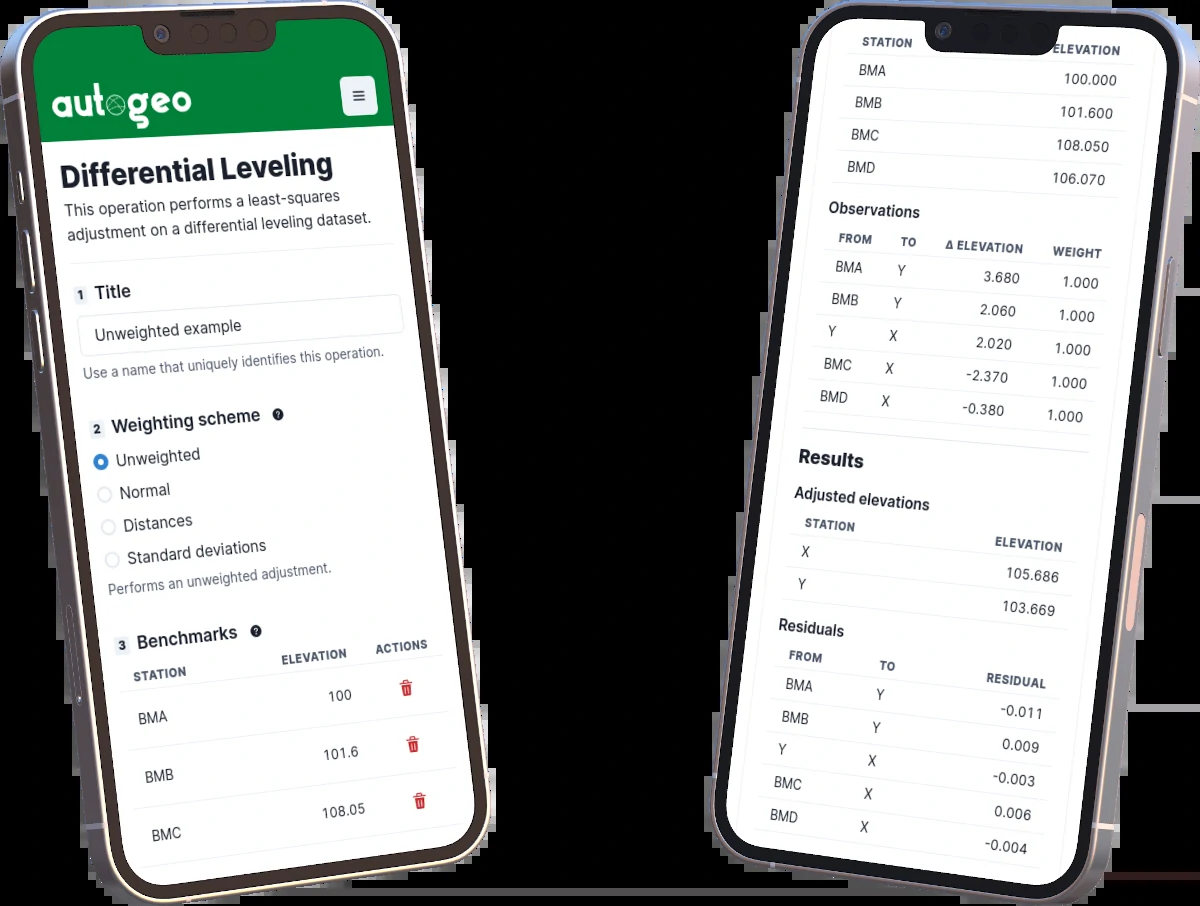 autogeo
Differential Leveling
This operation performs a least-squares
adjustment on a differential leveling dataset.
1 Title
Unweighted example
Use a name that uniquely identifies this operation.
2 Weighting scheme ?
Unweighted
Normal
Distances
Standard deviations
Performs an unweighted adjustment.
3 Benchmarks ?
STATION ELEVATION ACTIONS
BMA 100
BMB 101.6
BMC 108.05
STATION ELEVATION
BMA 100.000
BMB 101.600
BMC 108.050
BMD 106.070
Observations
FROM TO Δ ELEVATION WEIGHT
BMA Y 3.680 1.000
BMB Y 2.060 1.000
Y X 2.020 1.000
BMC X -2.370 1.000
BMD X -0.380 1.000
Results
Adjusted elevations
STATION ELEVATION
X 105.686
Y 103.669
Residuals
FROM TO RESIDUAL
BMA Y -0.011
BMB Y 0.009
Y X -0.003
BMC X 0.006
BMD X -0.004